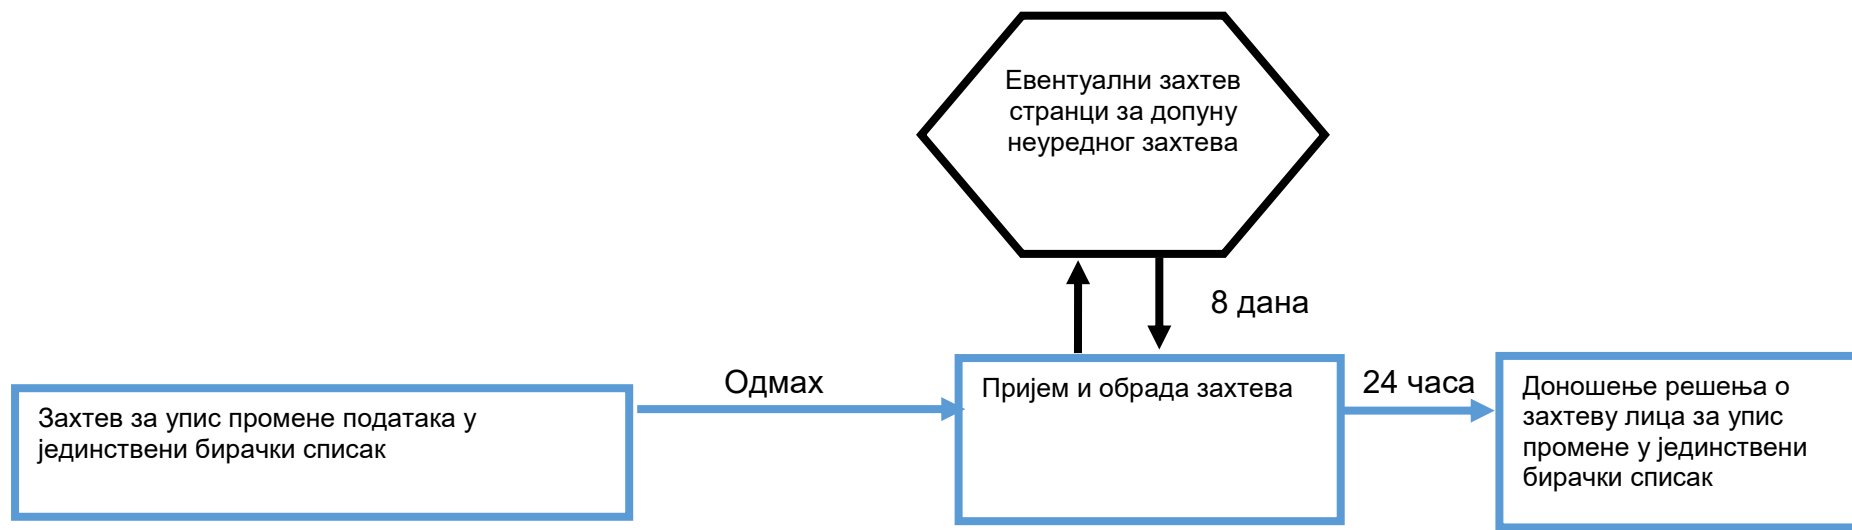 Евентуални захтев
странци за допуну
неуредног захтева
8 дана
Одмах
24 часа
Захтев за упис промене података у
јединствени бирачки списак
Пријем и обрада захтева
Доношење решења о
захтеву лица за упис
промене у јединствени
бирачки списак